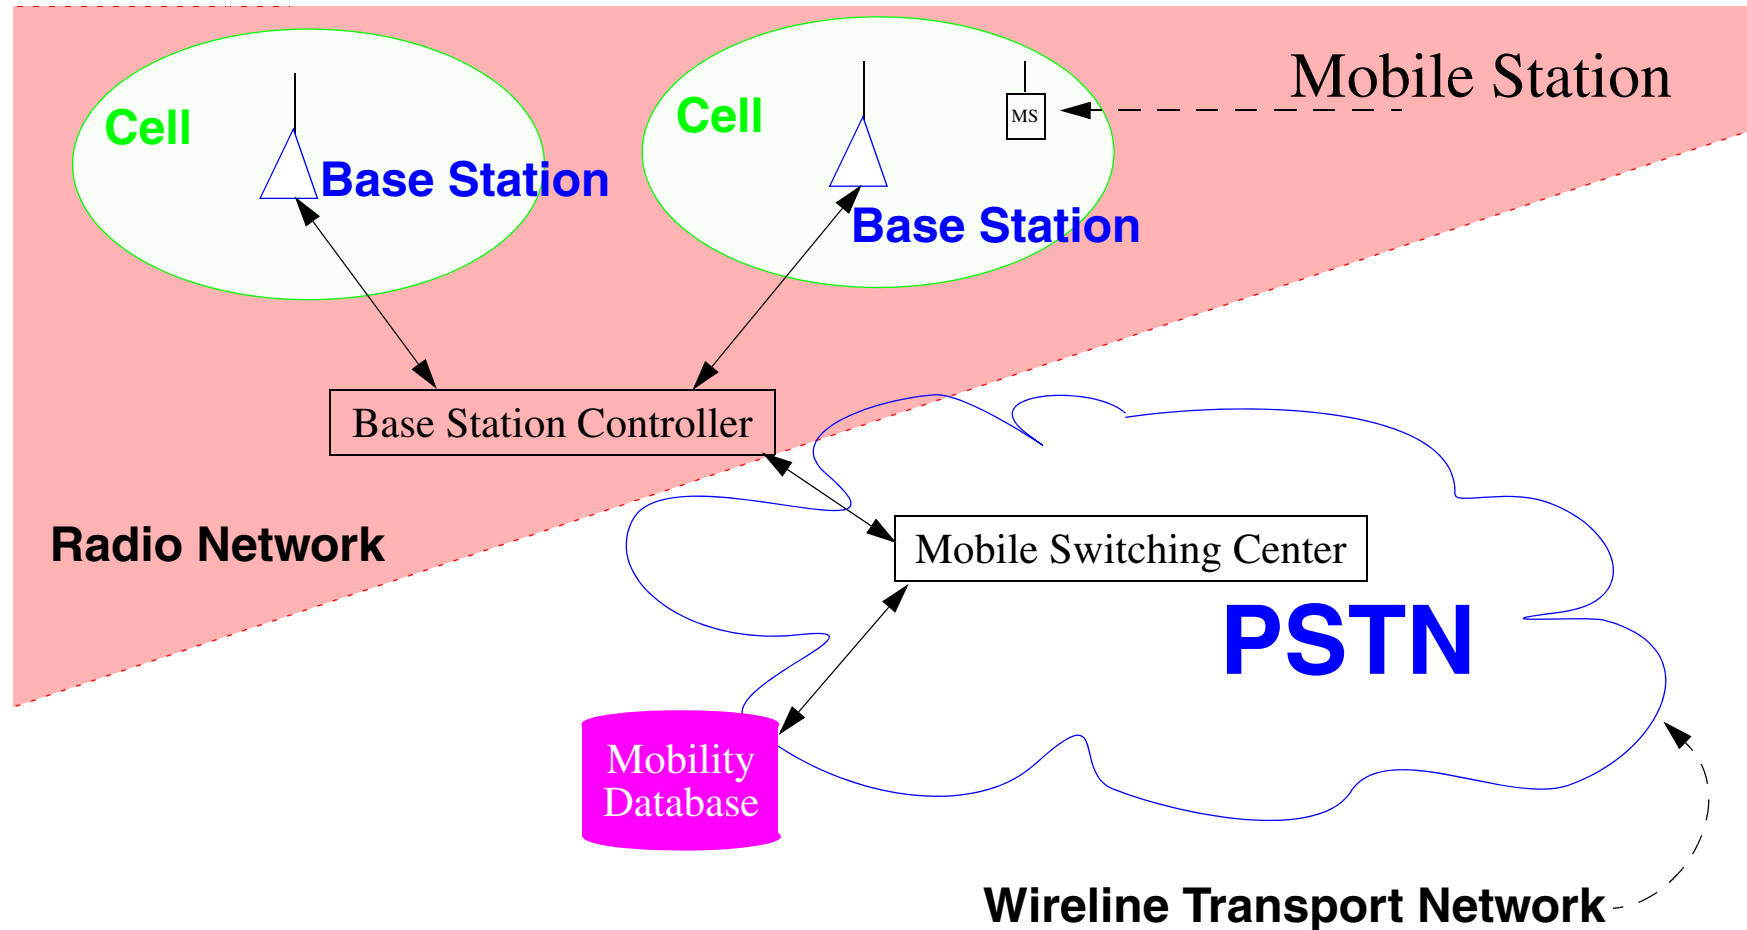 Mobile Station
Cell
Cell
MS
Base Station
Base Station
Base Station Controller
Radio Network
Mobile Switching Center
PSTN
Mobility
Database
Wireline Transport Network